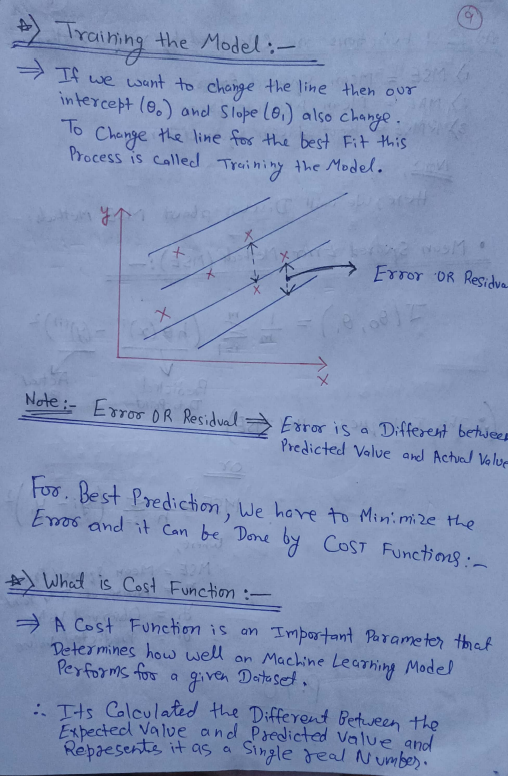 9
Training the Model :-
⇒ If we want to change the line then our
intercept (θ₀) and Slope (θ₁) also change.
To Change the line for the best Fit this
Process is called Training the Model.
y
Error OR Residua
x
Note :- Error OR Residual ⇒ Error is a Different betweer
Predicted Value and Actual Value
For. Best Prediction, We have to Minimize the
Error and it Can be Done by COST Functions :-
What is Cost Function :-
⇒ A Cost Function is an Important Parameter that
Determines how well an Machine Learning Model
Performs for a given Dataset.
∴ Its Calculated the Different Between the
Expected Value and Predicted Value and
Represents it as a Single real Number.